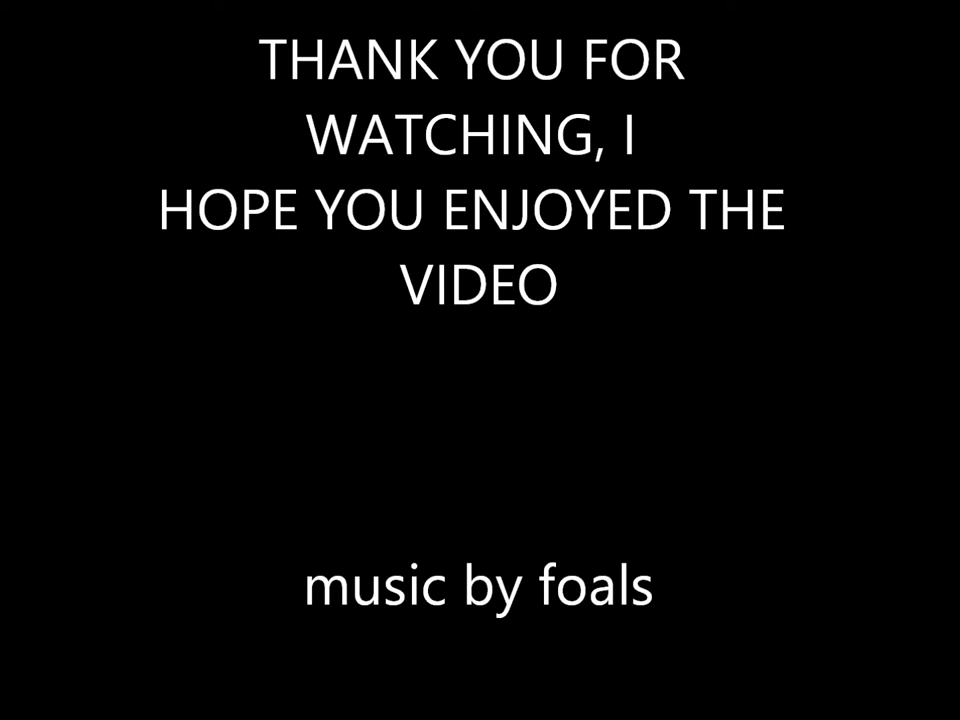 THANK YOU FOR
WATCHING, I
HOPE YOU ENJOYED THE
VIDEO
music by foals